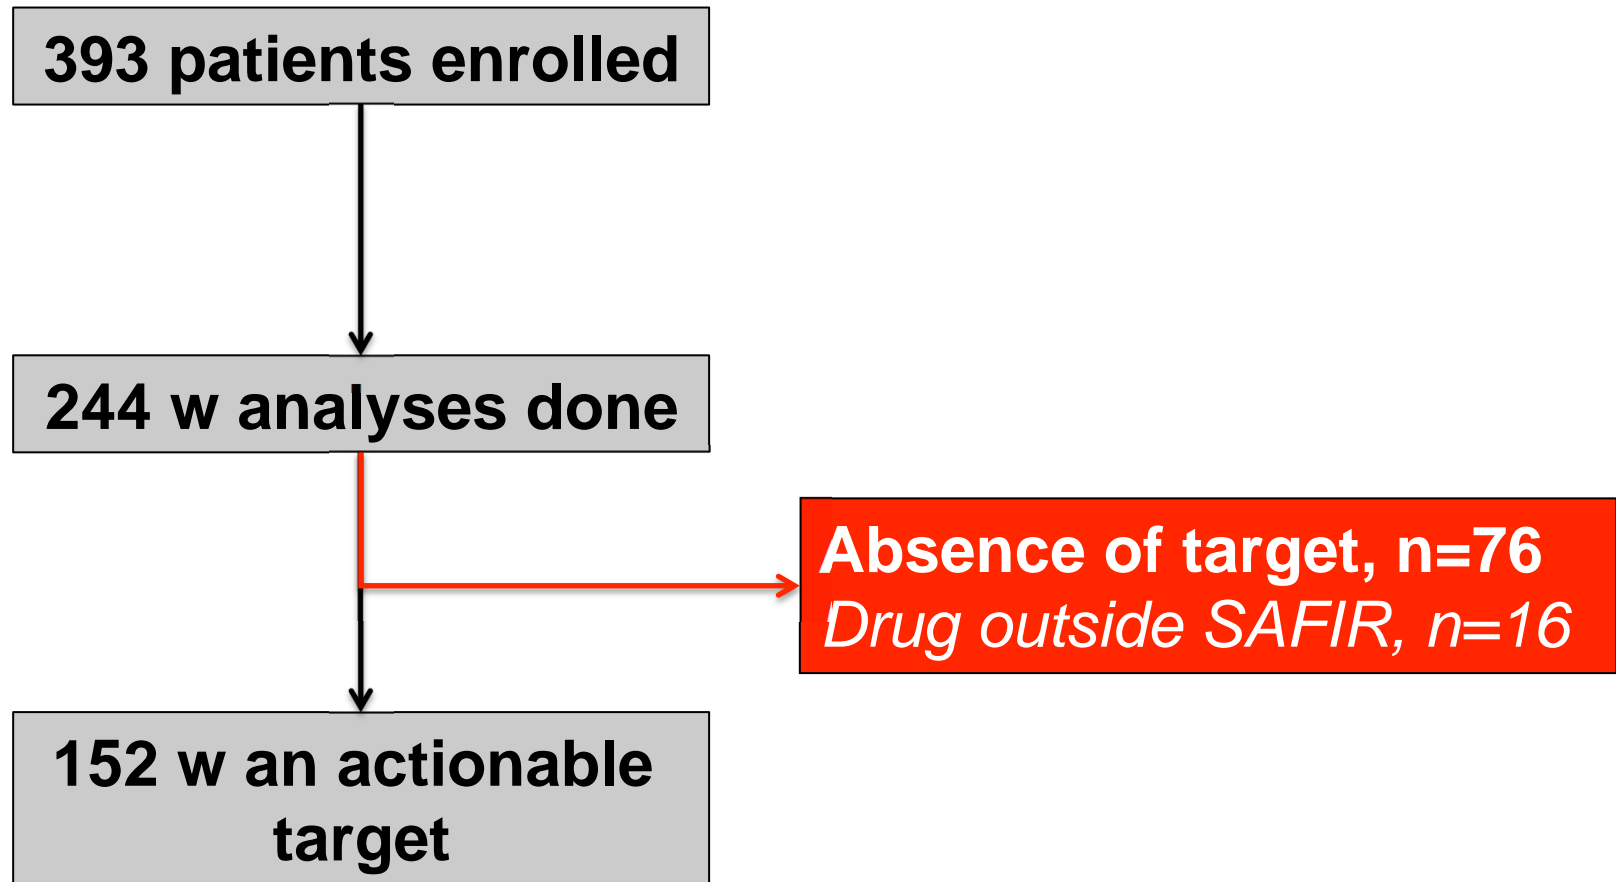 393 patients enrolled
244 w analyses done
Absence of target, n=76
Drug outside SAFIR, n=16
152 w an actionable
target